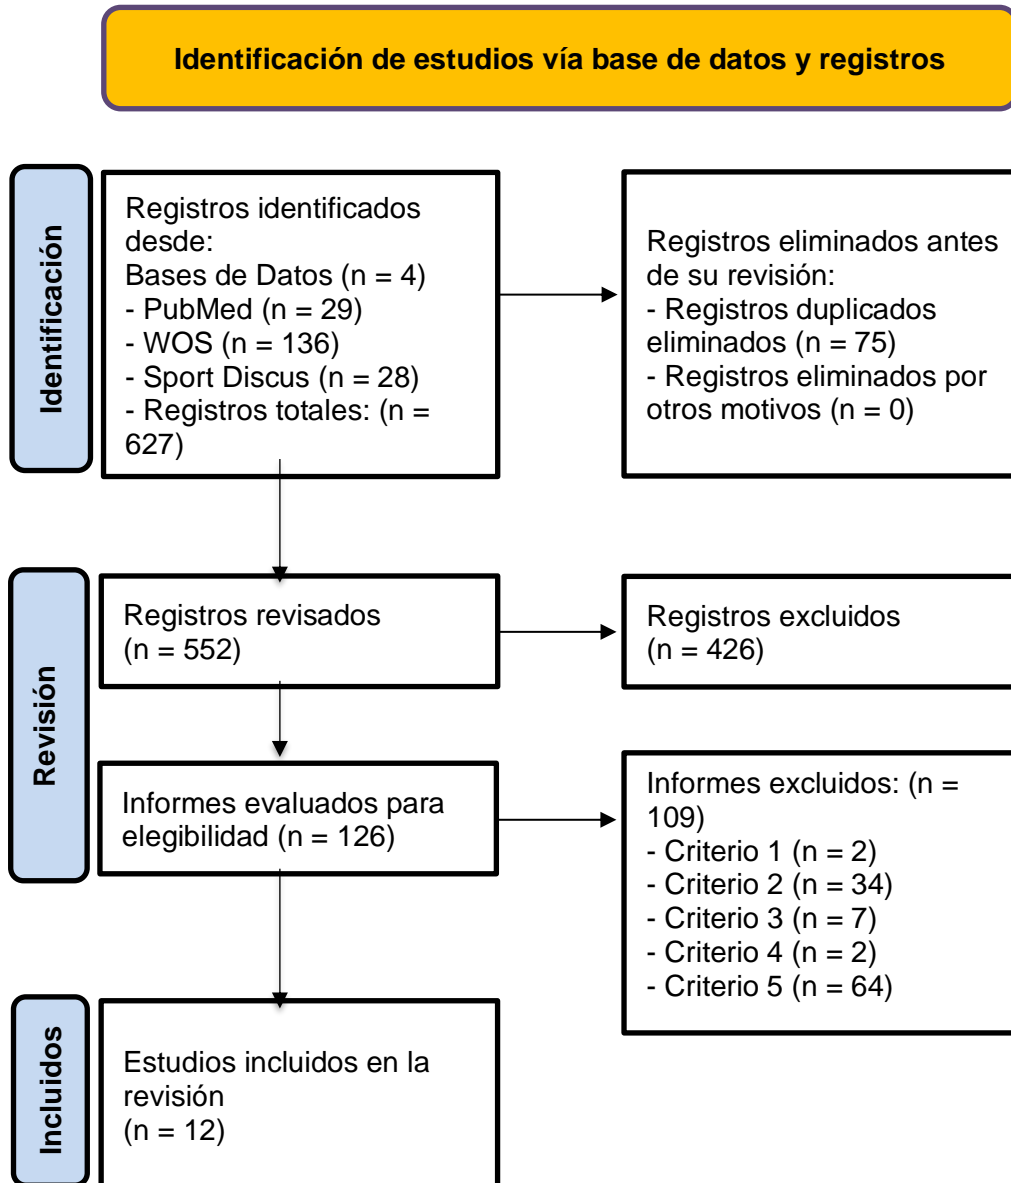 Identificación de estudios vía base de datos y registros
Identificación
Registros identificados
desde:
Bases de Datos (n = 4)
- PubMed (n = 29)
- WOS (n = 136)
- Sport Discus (n = 28)
- Registros totales: (n =
627)
Registros eliminados antes
de su revisión:
- Registros duplicados
eliminados (n = 75)
- Registros eliminados por
otros motivos (n = 0)
Revisión
Registros revisados
(n = 552)
Registros excluidos
(n = 426)
Informes evaluados para
elegibilidad (n = 126)
Informes excluidos: (n =
109)
- Criterio 1 (n = 2)
- Criterio 2 (n = 34)
- Criterio 3 (n = 7)
- Criterio 4 (n = 2)
- Criterio 5 (n = 64)
Incluidos
Estudios incluidos en la
revisión
(n = 12)